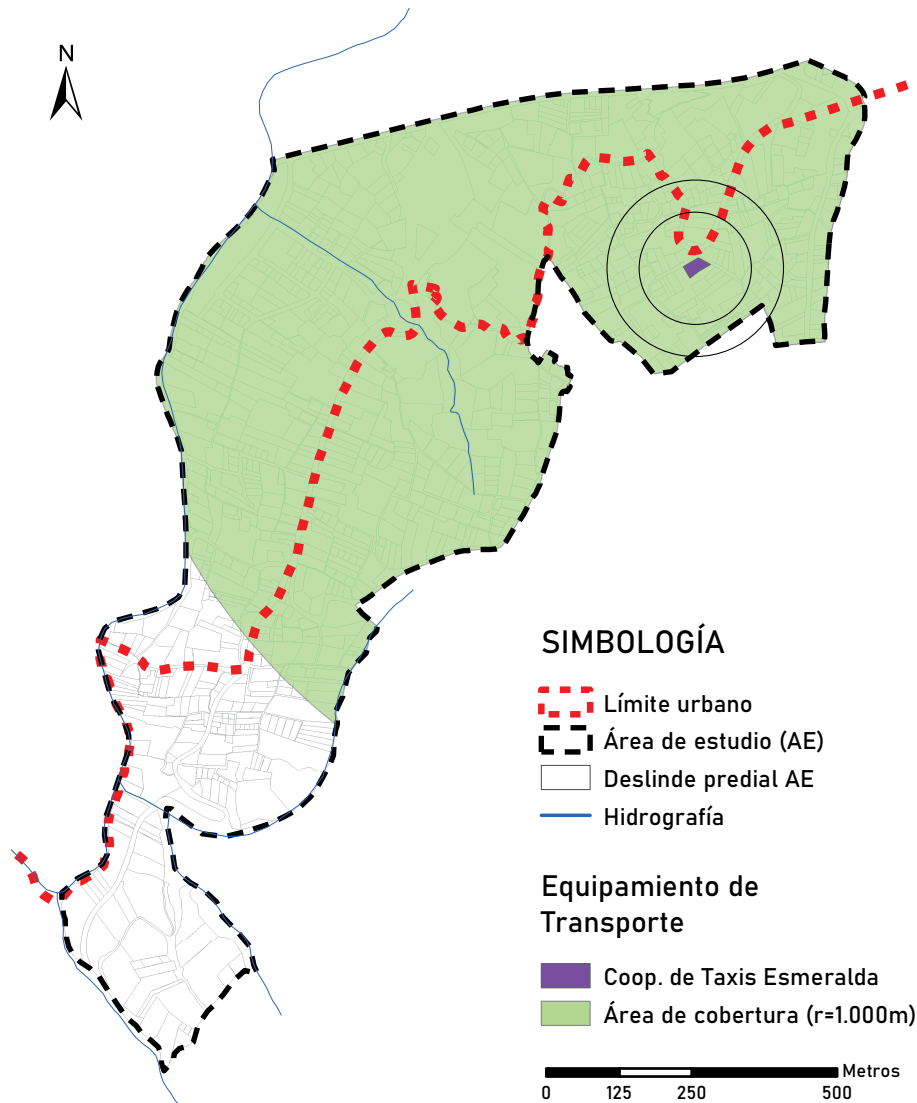 N
SIMBOLOGÍA
Límite urbano
Área de estudio (AE)
Deslinde predial AE
Hidrografía
Equipamiento de
Transporte
Coop. de Taxis Esmeralda
Área de cobertura (r=1.000m)
Metros
0 125 250 500